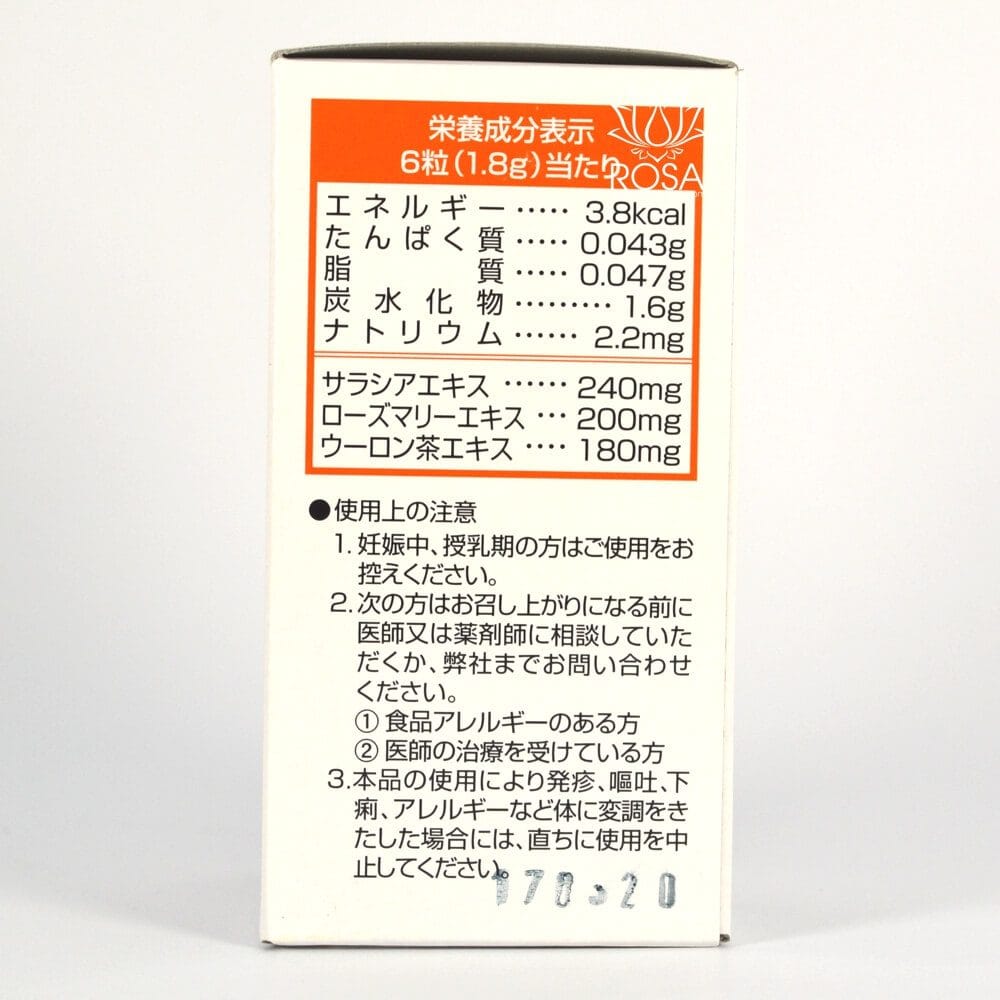 栄養成分表示
6粒(1.8g)当たり
ROSA
エネルギー ····· 3.8kcal
たんぱく質 ····· 0.043g
脂質 ····· 0.047g
炭水化物 ········· 1.6g
ナトリウム ······ 2.2mg
サラシアエキス ······ 240mg
ローズマリーエキス ··· 200mg
ウーロン茶エキス ···· 180mg
●使用上の注意
1. 妊娠中、授乳期の方はご使用をお
控えください。
2. 次の方はお召し上がりになる前に
医師又は薬剤師に相談していた
だくか、弊社までお問い合わせ
ください。
① 食品アレルギーのある方
② 医師の治療を受けている方
3.本品の使用により発疹、嘔吐、下
痢、アレルギーなど体に変調をき
たした場合には、直ちに使用を中
止してください。